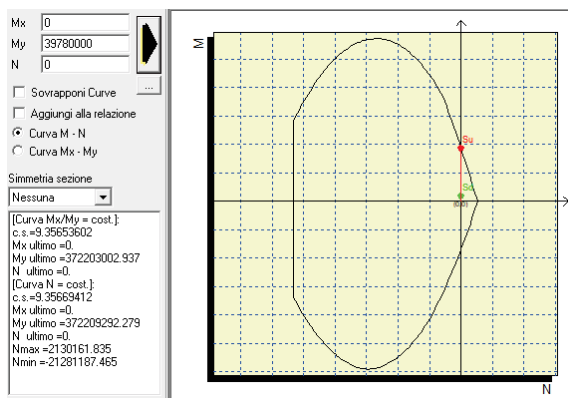 Mx 0
My 39780000
N 0
...
Sovrapponi Curve
Aggiungi alla relazione
Curva M - N
Curva Mx - My
Simmetria sezione
Nessuna
[Curva Mx/My = cost.]:
c.s.=9.35653602
Mx ultimo =0.
My ultimo =372203002.937
N ultimo =0.
[Curva N = cost.]:
c.s.=9.35669412
Mx ultimo =0.
My ultimo =372209292.279
N ultimo =0.
Nmax =2130161.835
Nmin =-21281187.465
M
Su
Sd
(0;0)
N